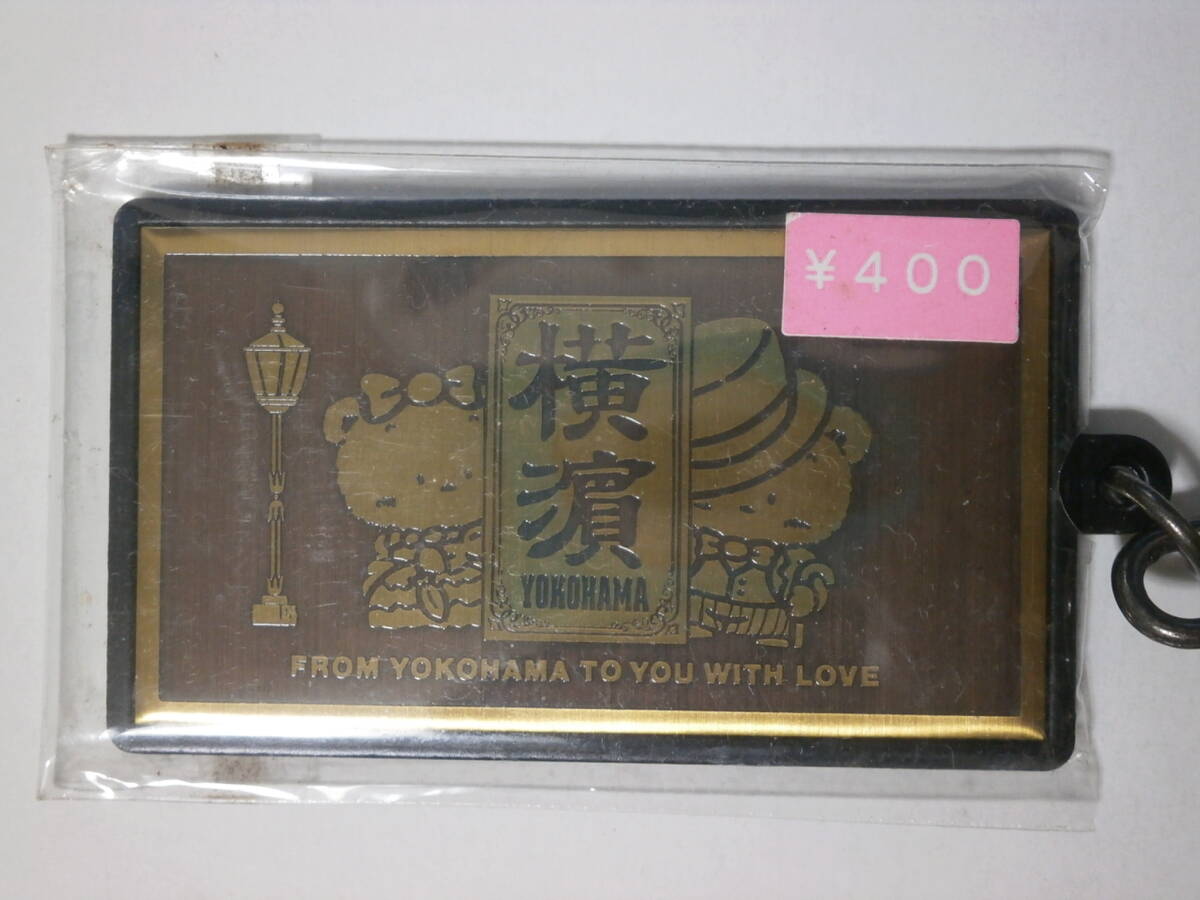 ¥400
横
濱
YOKOHAMA
FROM YOKOHAMA TO YOU WITH LOVE